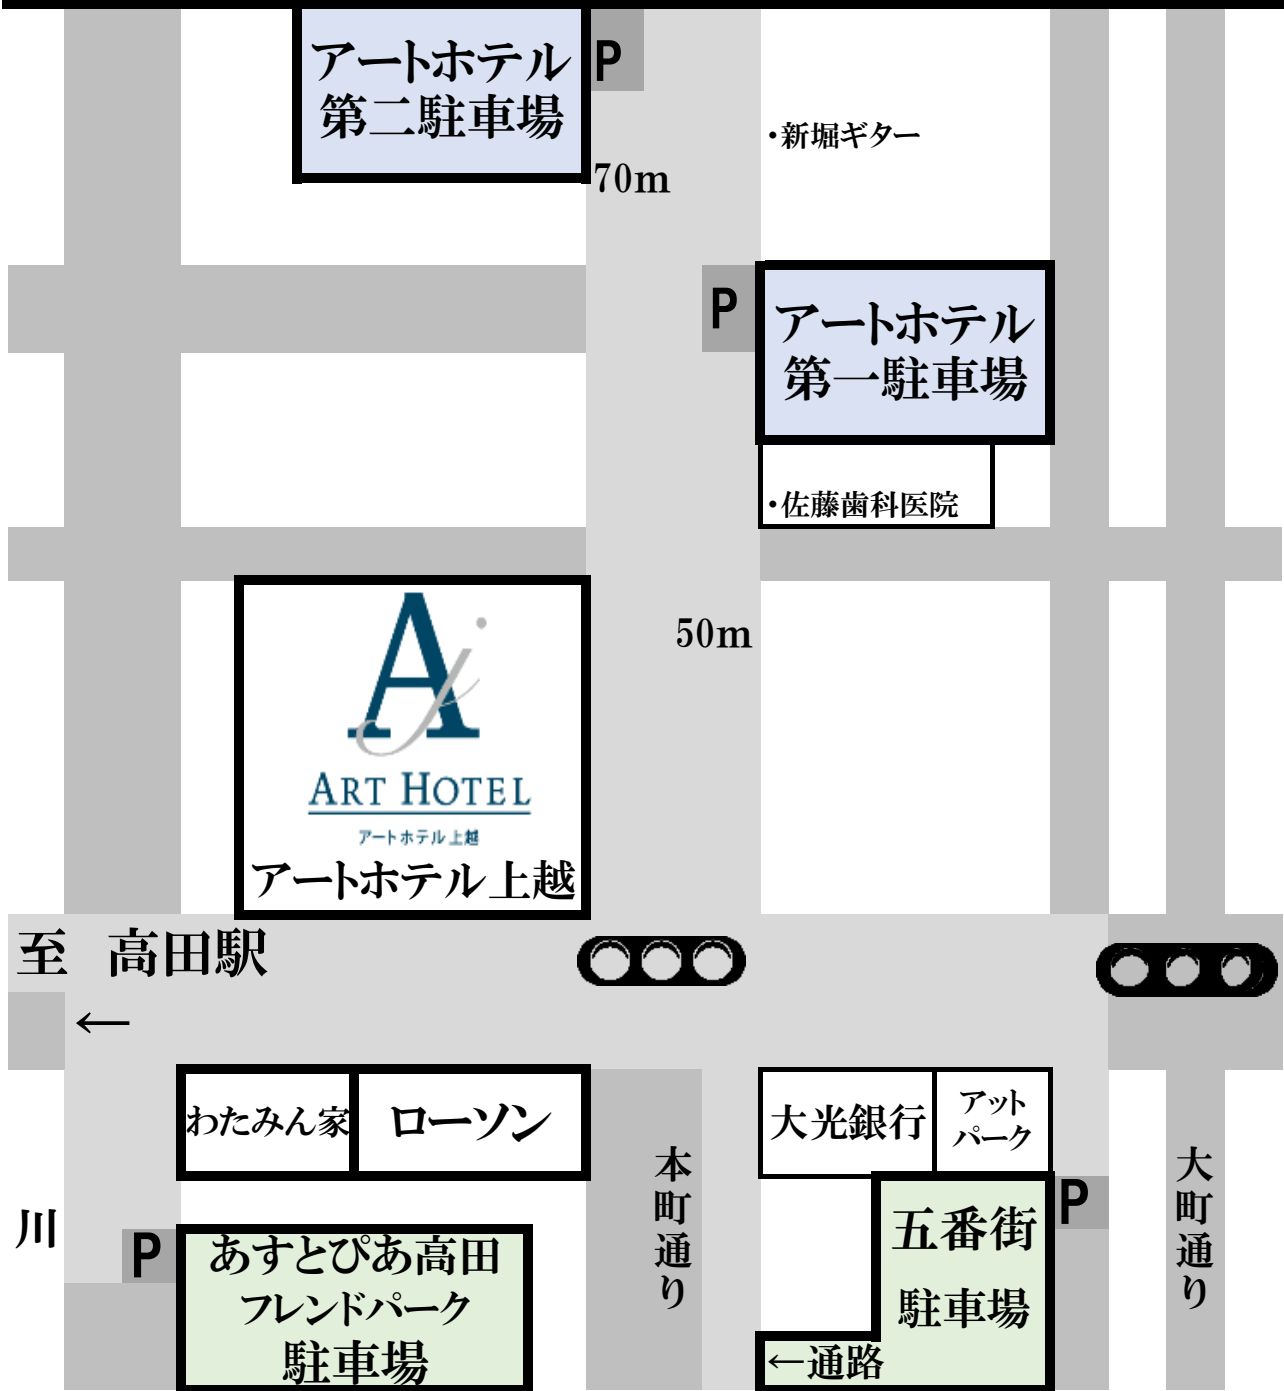 アートホテル
第二駐車場
P
・新堀ギター
70m
P
アートホテル
第一駐車場
・佐藤歯科医院
50m
Aj
ART HOTEL
アートホテル上越
アートホテル上越
至 高田駅
←
わたみん家
ローソン
大光銀行
アット
パーク
本町通り
大町通り
川
P
あすとぴあ高田
フレンドパーク
駐車場
P
五番街
駐車場
←通路